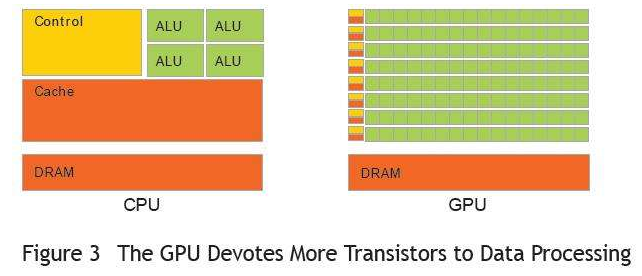 Control
ALU ALU
ALU ALU
Cache
DRAM
DRAM
CPU
GPU
Figure 3 The GPU Devotes More Transistors to Data Processing